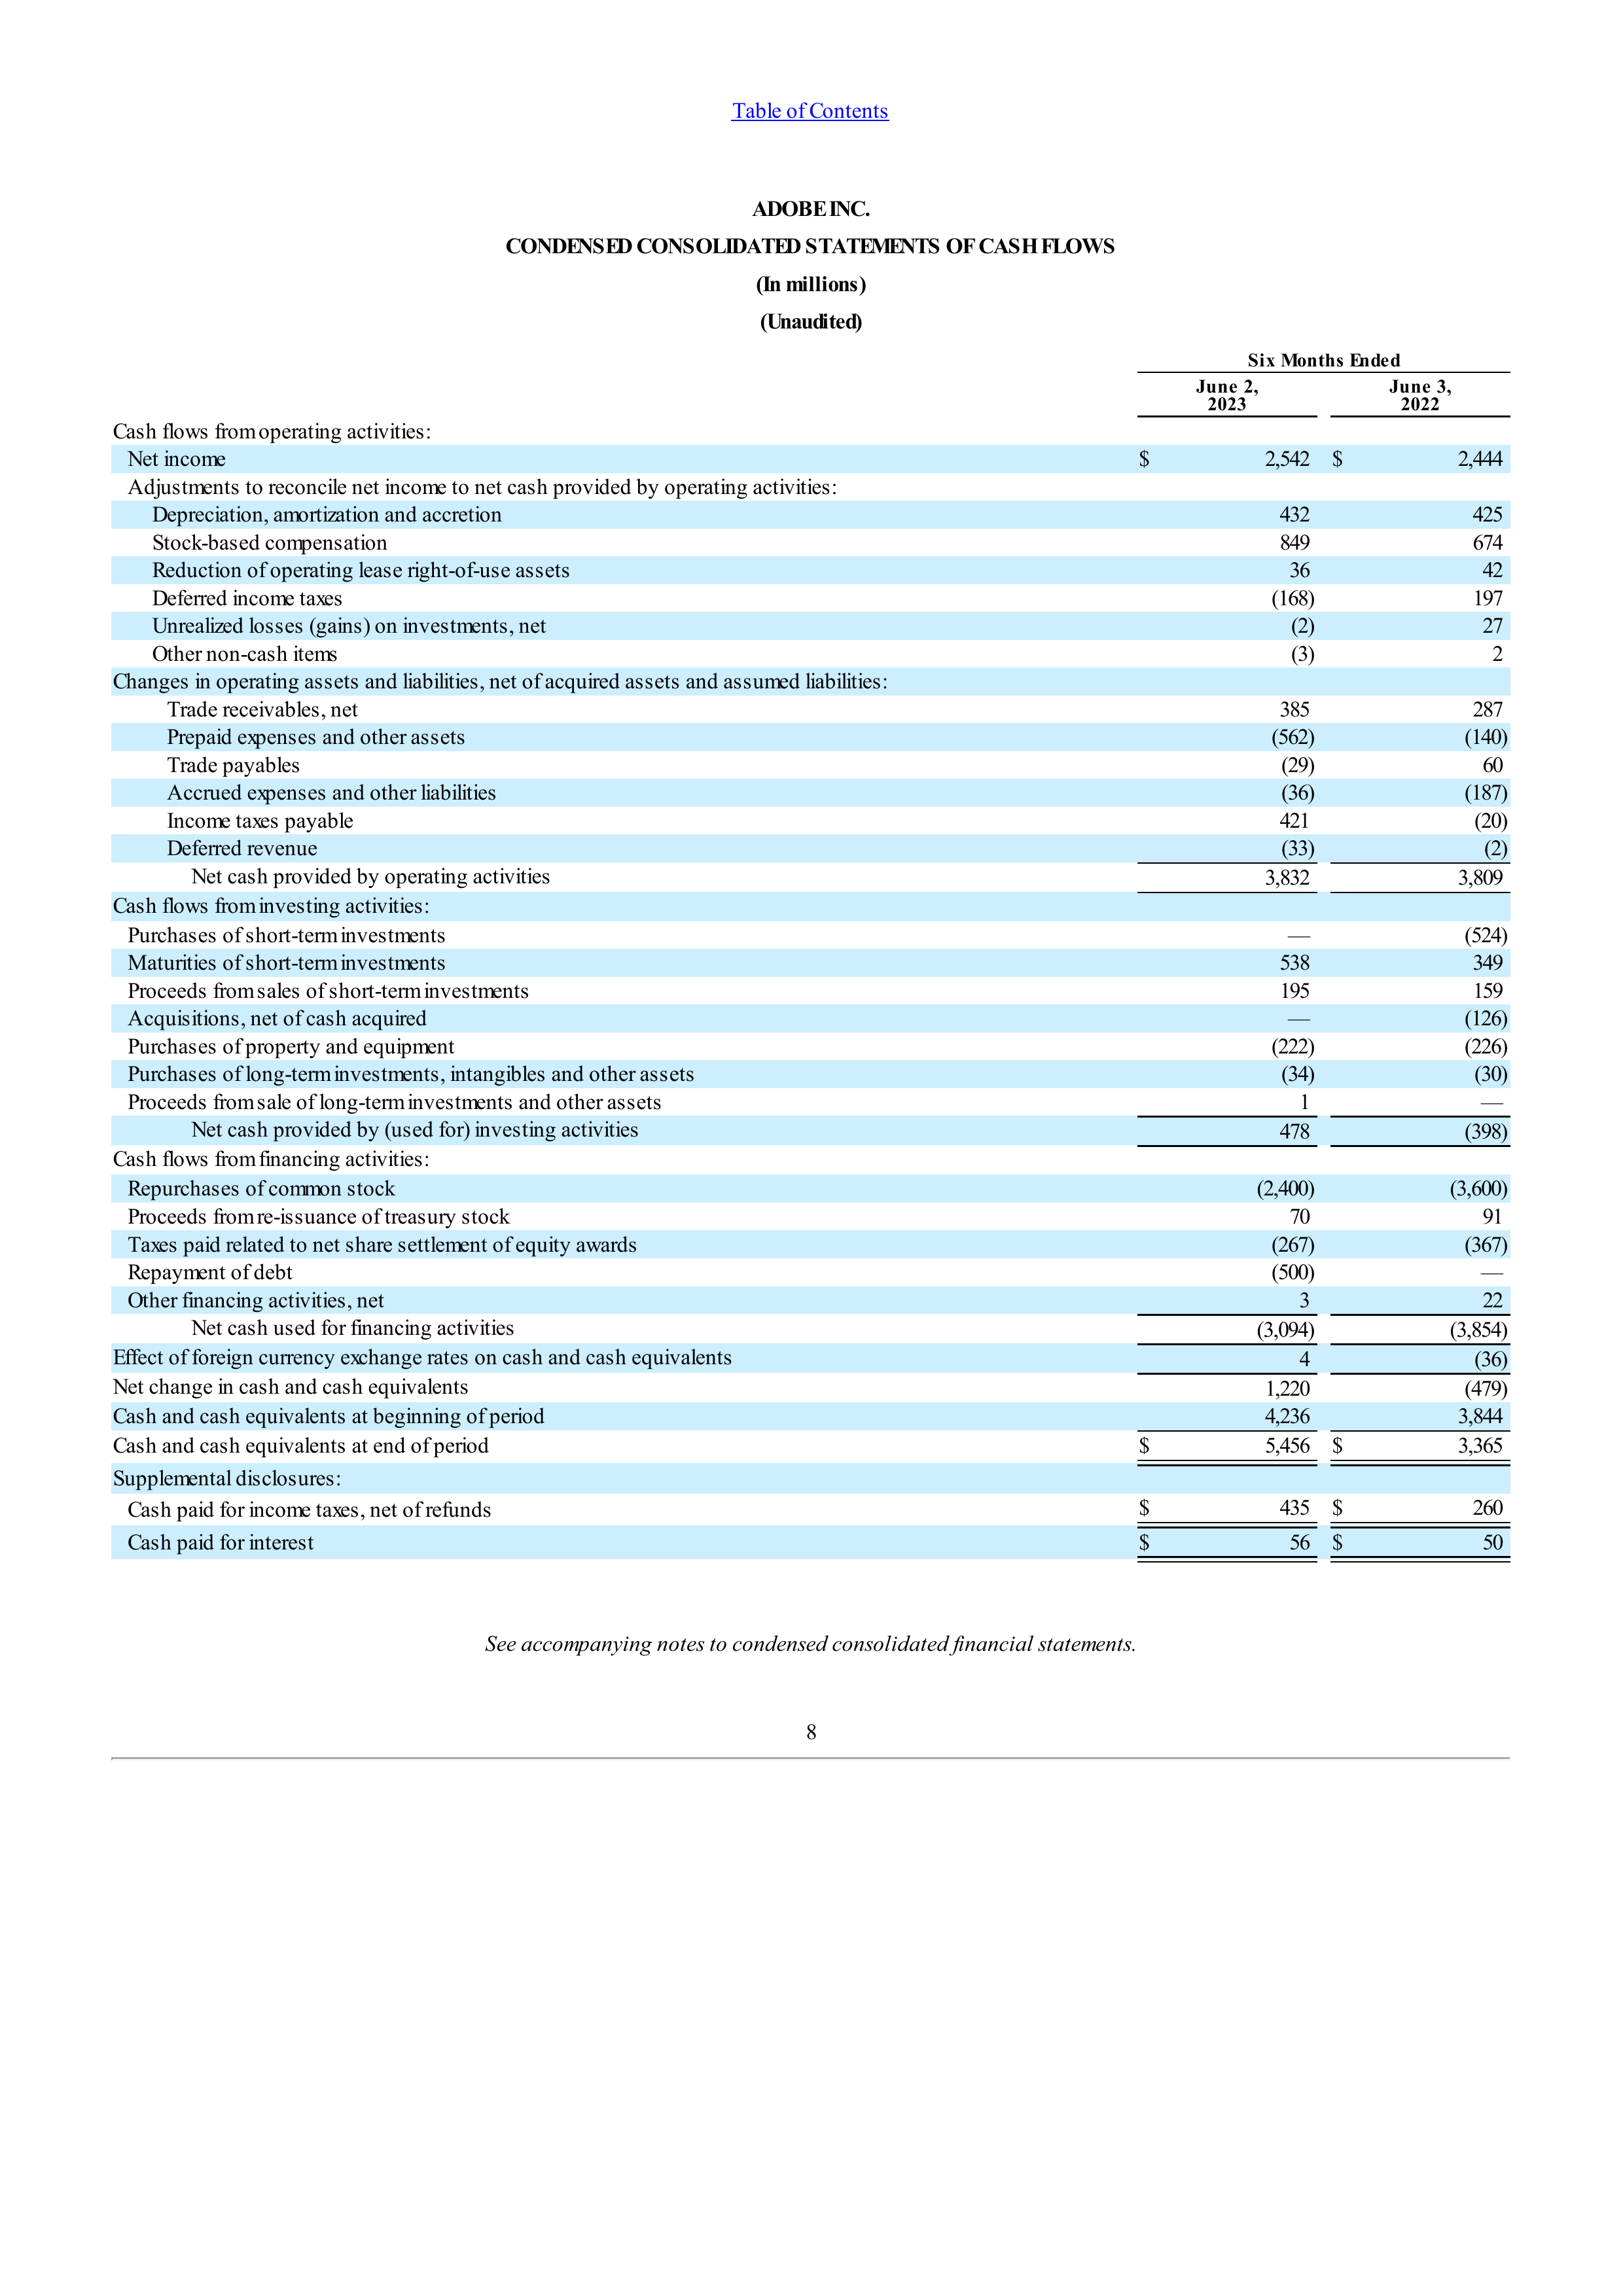 Table of Contents
ADOBE INC.
CONDENSED CONSOLIDATED STATEMENTS OF CASH FLOWS
(In millions)
(Unaudited)
Six Months Ended
June 2, 2023 June 3, 2022
Cash flows from operating activities:
Net income $ 2,542 $ 2,444
Adjustments to reconcile net income to net cash provided by operating activities:
Depreciation, amortization and accretion 432 425
Stock-based compensation 849 674
Reduction of operating lease right-of-use assets 36 42
Deferred income taxes (168) 197
Unrealized losses (gains) on investments, net (2) 27
Other non-cash items (3) 2
Changes in operating assets and liabilities, net of acquired assets and assumed liabilities:
Trade receivables, net 385 287
Prepaid expenses and other assets (562) (140)
Trade payables (29) 60
Accrued expenses and other liabilities (36) (187)
Income taxes payable 421 (20)
Deferred revenue (33) (2)
Net cash provided by operating activities 3,832 3,809
Cash flows from investing activities:
Purchases of short-term investments — (524)
Maturities of short-term investments 538 349
Proceeds from sales of short-term investments 195 159
Acquisitions, net of cash acquired — (126)
Purchases of property and equipment (222) (226)
Purchases of long-term investments, intangibles and other assets (34) (30)
Proceeds from sale of long-term investments and other assets 1 —
Net cash provided by (used for) investing activities 478 (398)
Cash flows from financing activities:
Repurchases of common stock (2,400) (3,600)
Proceeds from re-issuance of treasury stock 70 91
Taxes paid related to net share settlement of equity awards (267) (367)
Repayment of debt (500) —
Other financing activities, net 3 22
Net cash used for financing activities (3,094) (3,854)
Effect of foreign currency exchange rates on cash and cash equivalents 4 (36)
Net change in cash and cash equivalents 1,220 (479)
Cash and cash equivalents at beginning of period 4,236 3,844
Cash and cash equivalents at end of period $ 5,456 $ 3,365
Supplemental disclosures:
Cash paid for income taxes, net of refunds $ 435 $ 260
Cash paid for interest $ 56 $ 50
See accompanying notes to condensed consolidated financial statements.
8